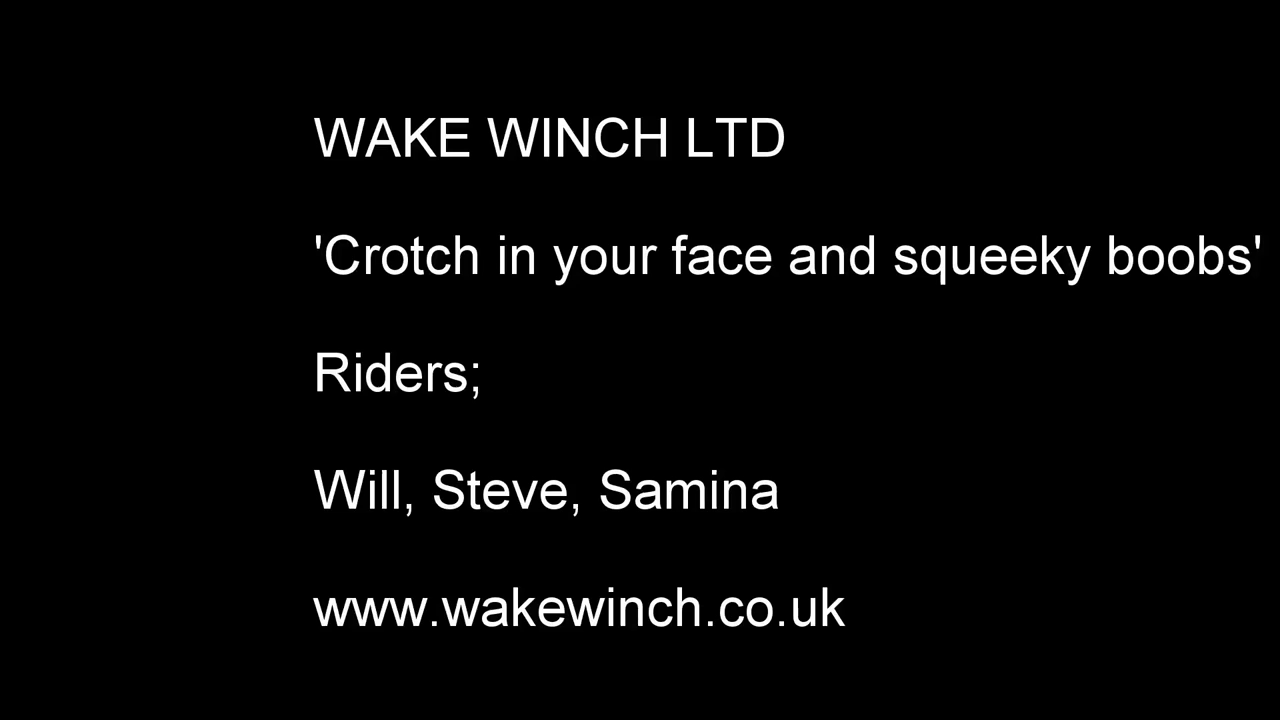 WAKE WINCH LTD
'Crotch in your face and squeeky boobs'
Riders;
Will, Steve, Samina
www.wakewinch.co.uk